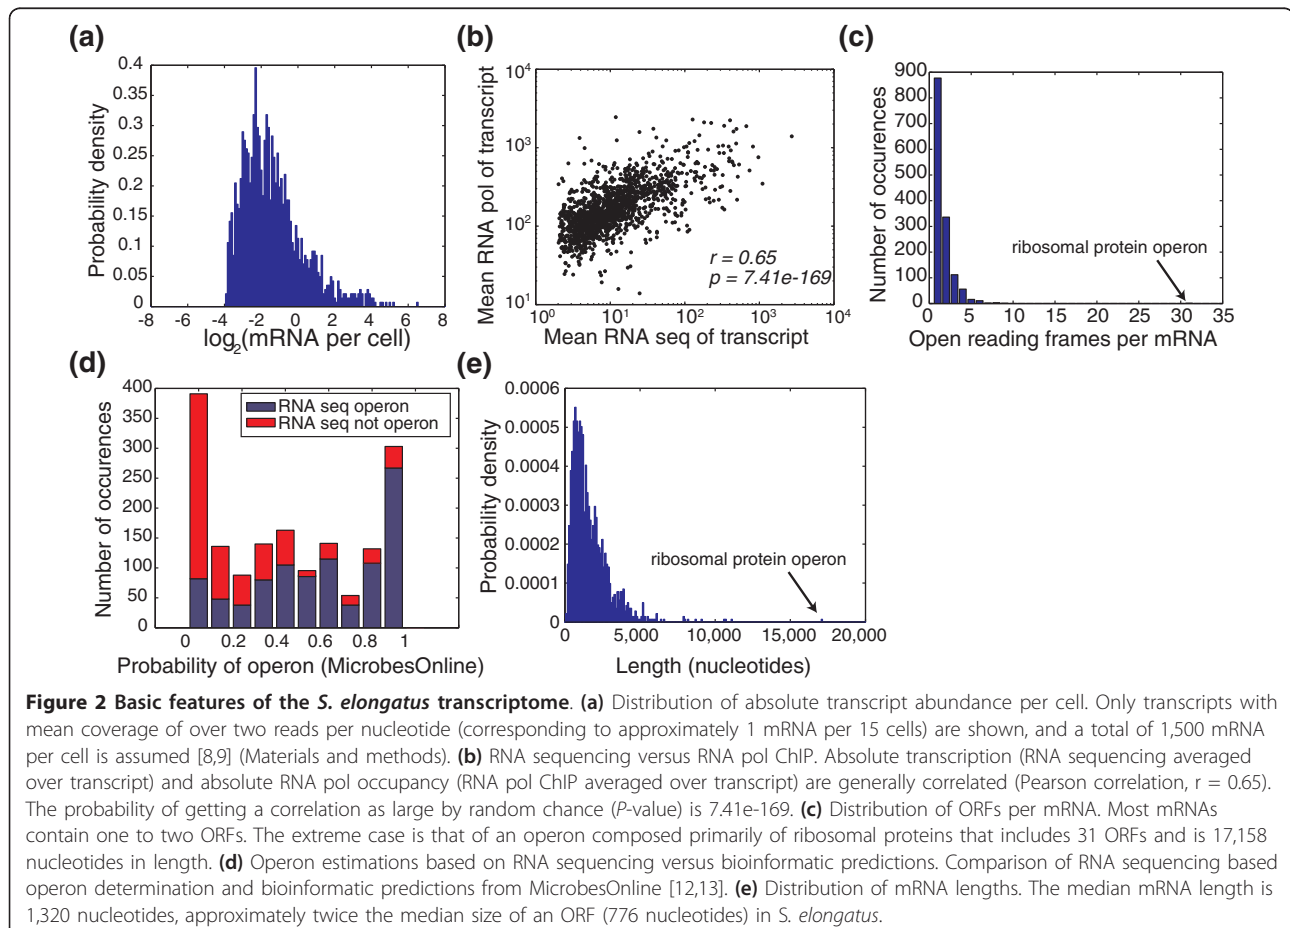 (a)
Probability density
0.4
0.35
0.3
0.25
0.2
0.15
0.1
0.05
0
-8 -6 -4 -2 0 2 4 6 8
log2(mRNA per cell)
(b)
Mean RNA pol of transcript
10^4
10^3
10^2
10^1
r = 0.65
p = 7.41e-169
10^0 10^1 10^2 10^3 10^4
Mean RNA seq of transcript
(c)
Number of occurences
900
800
700
600
500
400
300
200
100
0
ribosomal protein operon
0 5 10 15 20 25 30 35
Open reading frames per mRNA
(d)
Number of occurences
400
350
300
250
200
150
100
50
0
RNA seq operon
RNA seq not operon
0 0.2 0.4 0.6 0.8 1
Probability of operon (MicrobesOnline)
(e)
Probability density
0.0006
0.0005
0.0004
0.0003
0.0002
0.0001
0
ribosomal protein operon
0 5,000 10,000 15,000 20,000
Length (nucleotides)
Figure 2 Basic features of the S. elongatus transcriptome. (a) Distribution of absolute transcript abundance per cell. Only transcripts with
mean coverage of over two reads per nucleotide (corresponding to approximately 1 mRNA per 15 cells) are shown, and a total of 1,500 mRNA
per cell is assumed [8,9] (Materials and methods). (b) RNA sequencing versus RNA pol ChIP. Absolute transcription (RNA sequencing averaged
over transcript) and absolute RNA pol occupancy (RNA pol ChIP averaged over transcript) are generally correlated (Pearson correlation, r = 0.65).
The probability of getting a correlation as large by random chance (P-value) is 7.41e-169. (c) Distribution of ORFs per mRNA. Most mRNAs
contain one to two ORFs. The extreme case is that of an operon composed primarily of ribosomal proteins that includes 31 ORFs and is 17,158
nucleotides in length. (d) Operon estimations based on RNA sequencing versus bioinformatic predictions. Comparison of RNA sequencing based
operon determination and bioinformatic predictions from MicrobesOnline [12,13]. (e) Distribution of mRNA lengths. The median mRNA length is
1,320 nucleotides, approximately twice the median size of an ORF (776 nucleotides) in S. elongatus.